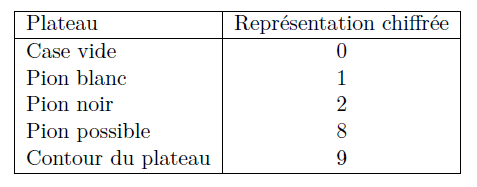 Plateau Représentation chiffrée
Case vide 0
Pion blanc 1
Pion noir 2
Pion possible 8
Contour du plateau 9